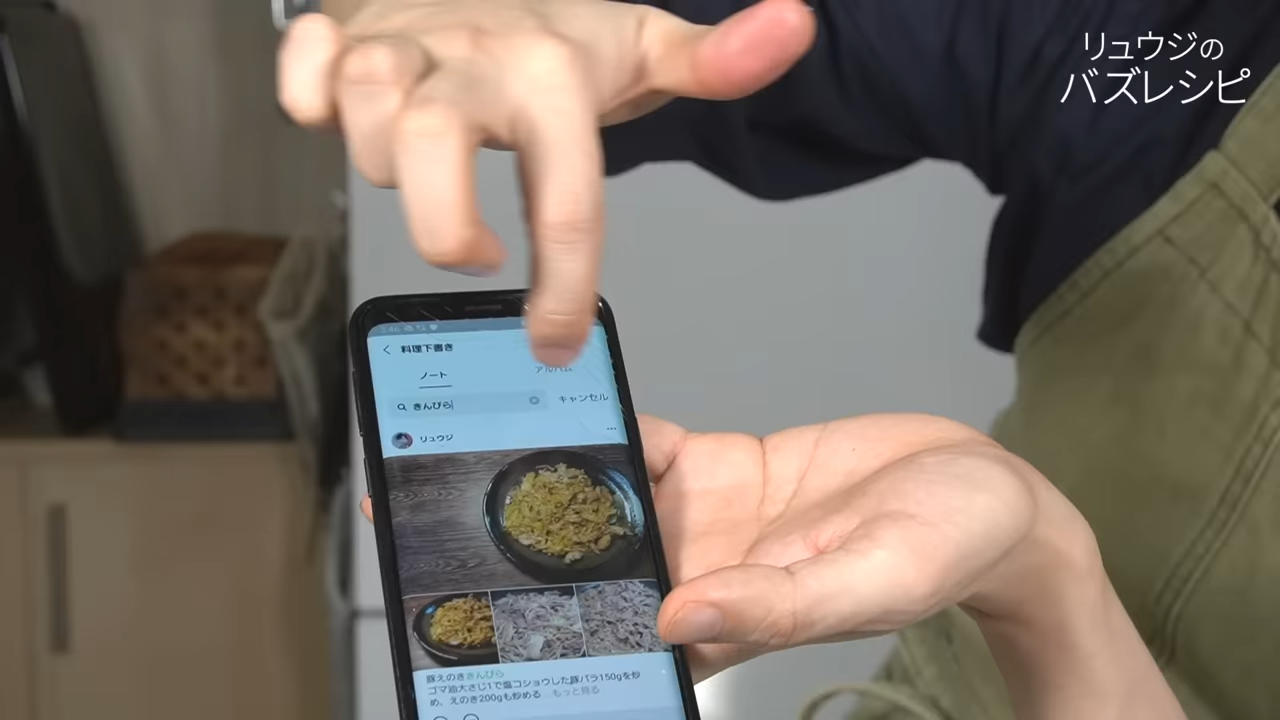 リュウジの
バズレシピ
料理下書き
ノート
きんぴら
キャンセル
リュウジ
豚えのききんぴら
ゴマ油大さじ1で塩コショウした豚バラ150gを炒
め、えのき200gも炒める …もっと見る